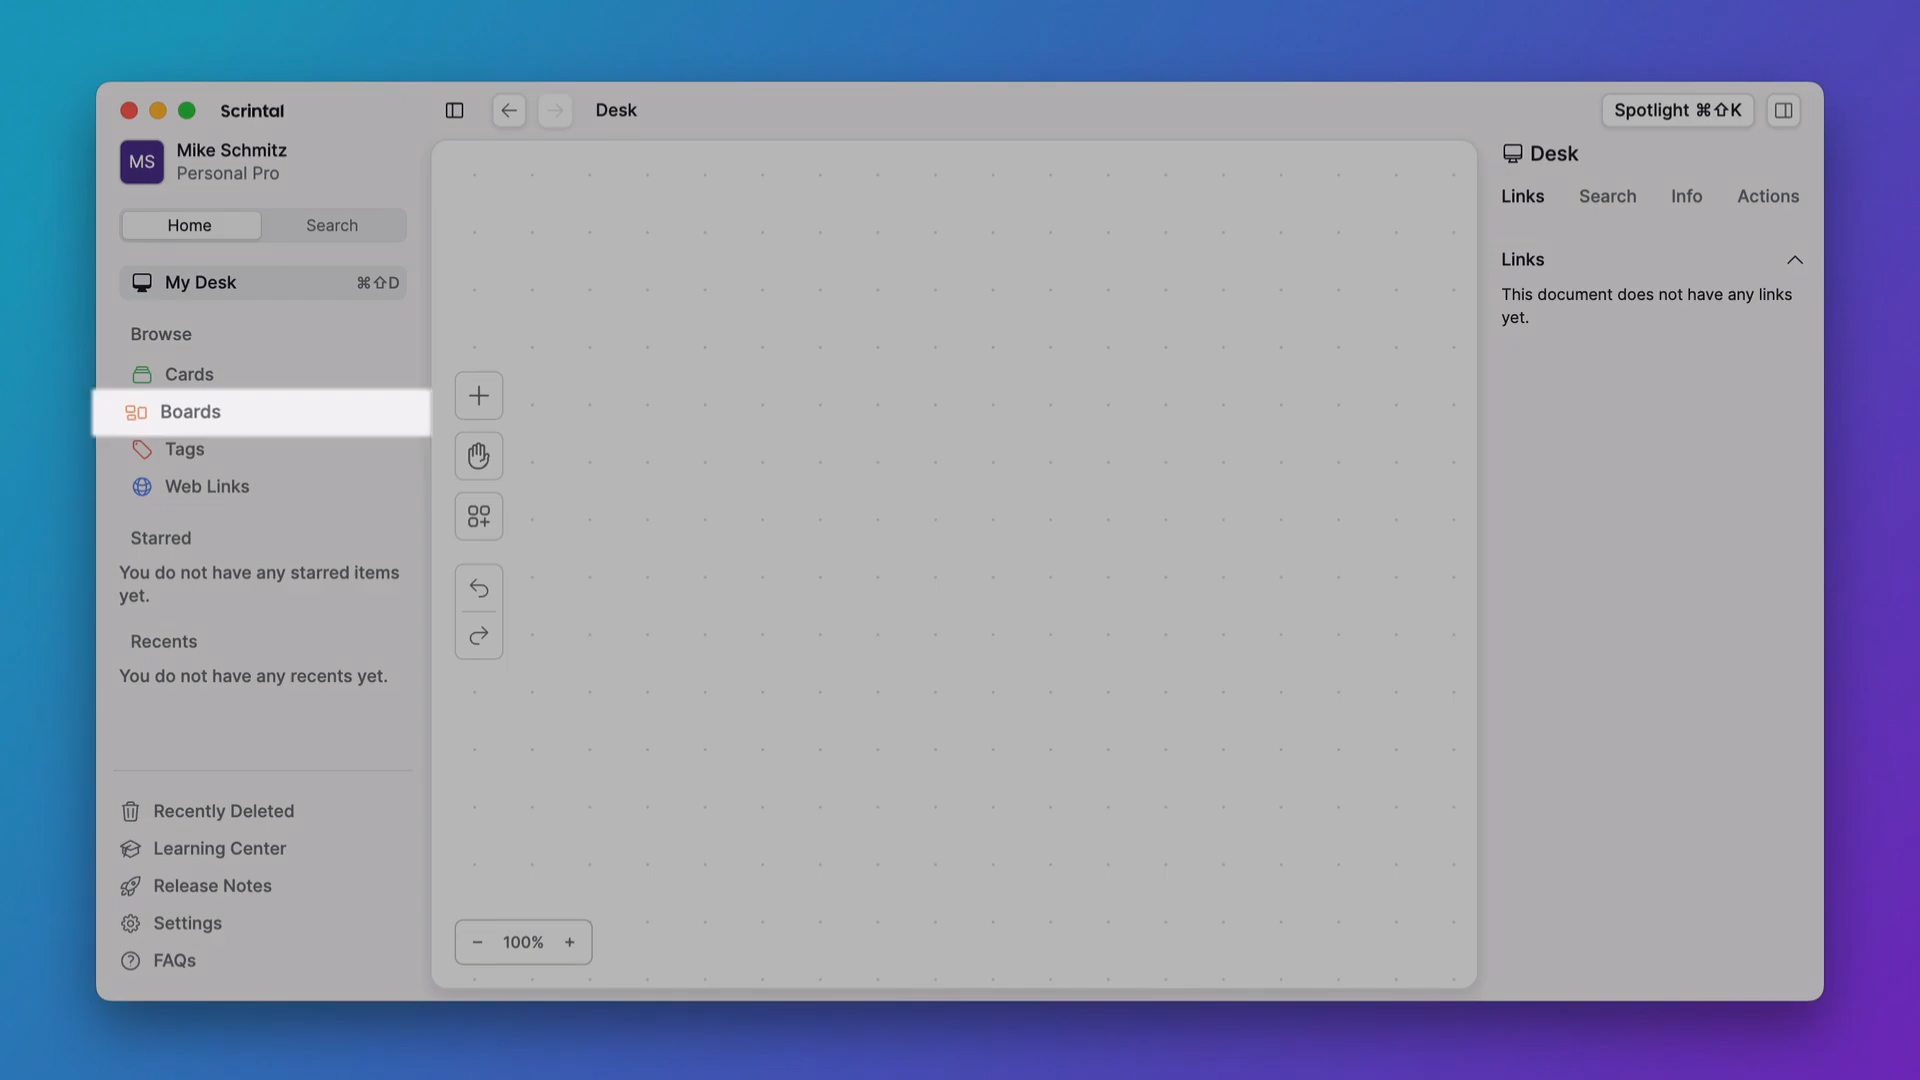 Scrintal
Desk
Spotlight ⌘⇧K
MS
Mike Schmitz
Personal Pro
Home
Search
My Desk
⌘⇧D
Browse
Cards
Boards
Tags
Web Links
Starred
You do not have any starred items
yet.
Recents
You do not have any recents yet.
Recently Deleted
Learning Center
Release Notes
Settings
FAQs
100%
Desk
Links
Search
Info
Actions
Links
This document does not have any links
yet.